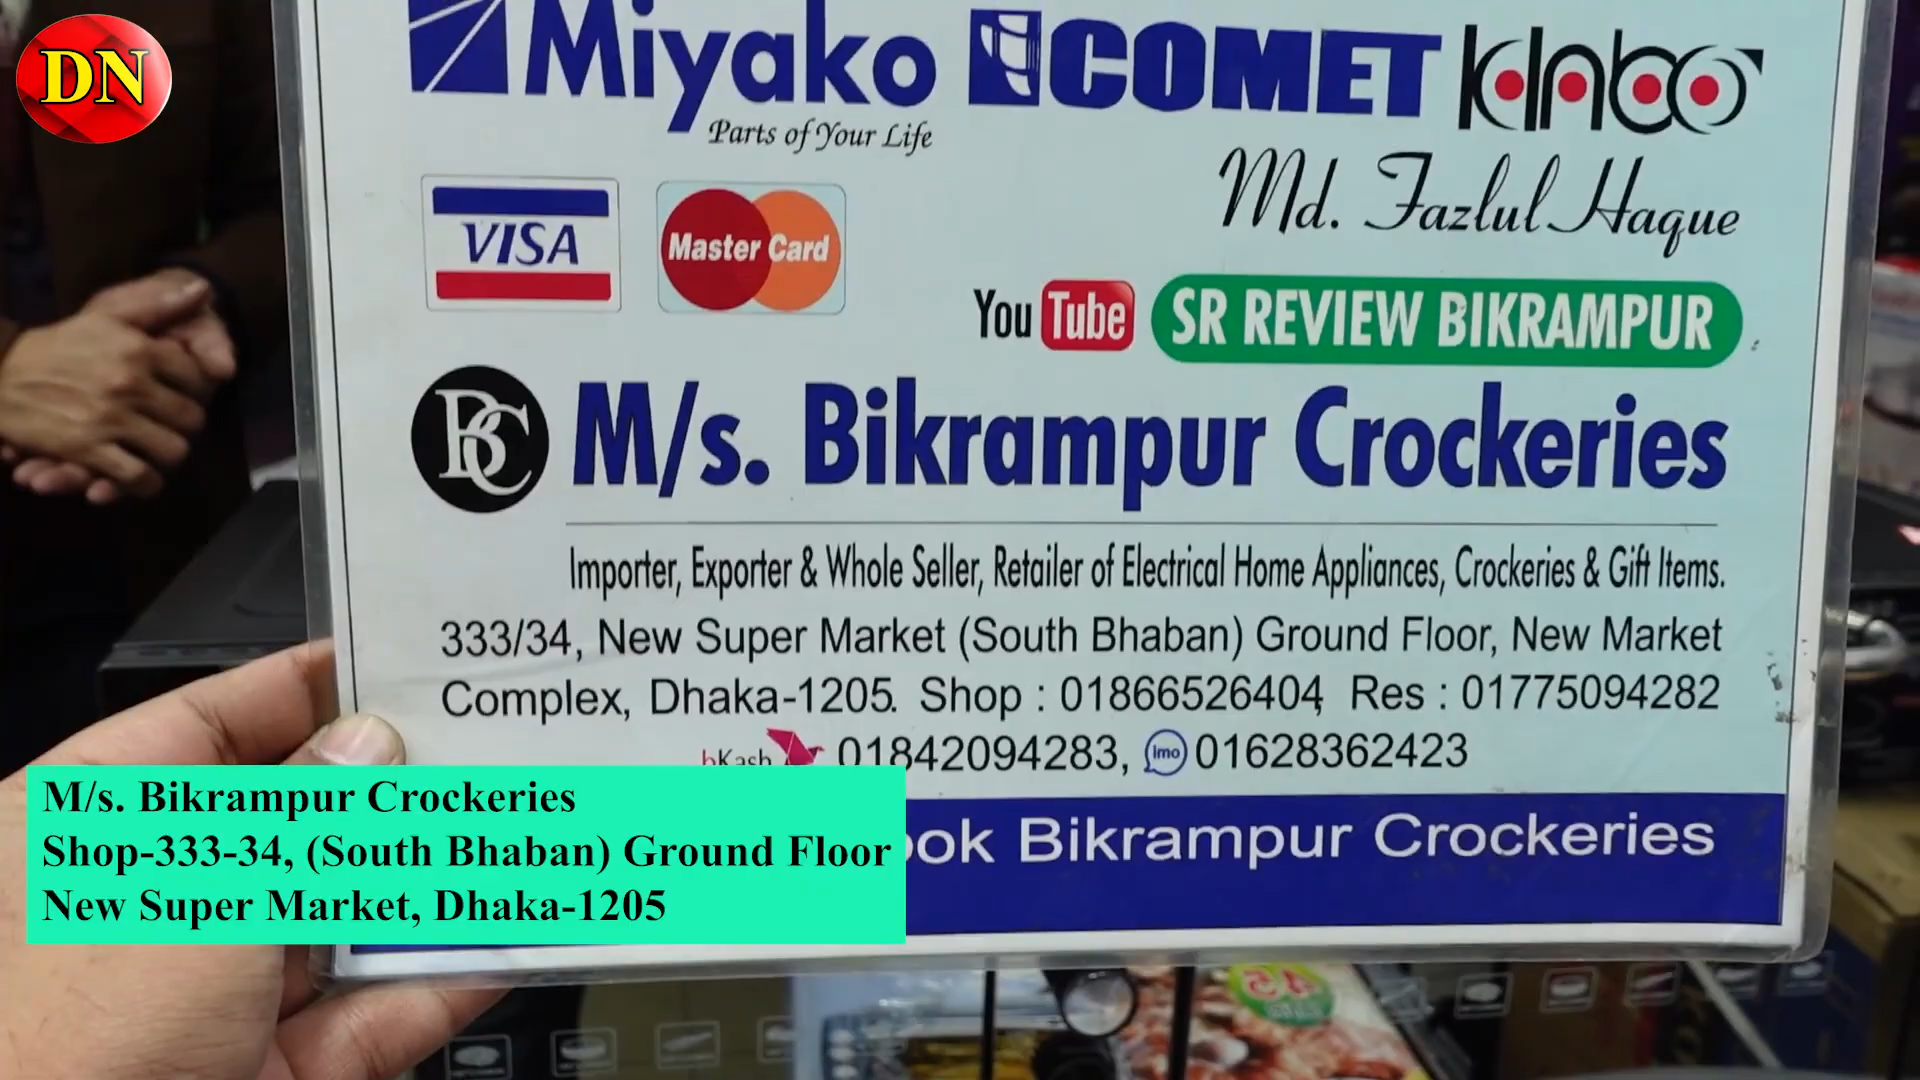 DN
Miyako
Parts of Your Life
COMET
kiam
VISA
Master Card
Md. Fazlul Haque
YouTube SR REVIEW BIKRAMPUR
BC
M/s. Bikrampur Crockeries
Importer, Exporter & Whole Seller, Retailer of Electrical Home Appliances, Crockeries & Gift Items.
333/34, New Super Market (South Bhaban) Ground Floor, New Market
Complex, Dhaka-1205. Shop : 01866526404, Res : 01775094282
bKash 01842094283, imo 01628362423
ook Bikrampur Crockeries
M/s. Bikrampur Crockeries
Shop-333-34, (South Bhaban) Ground Floor
New Super Market, Dhaka-1205
45